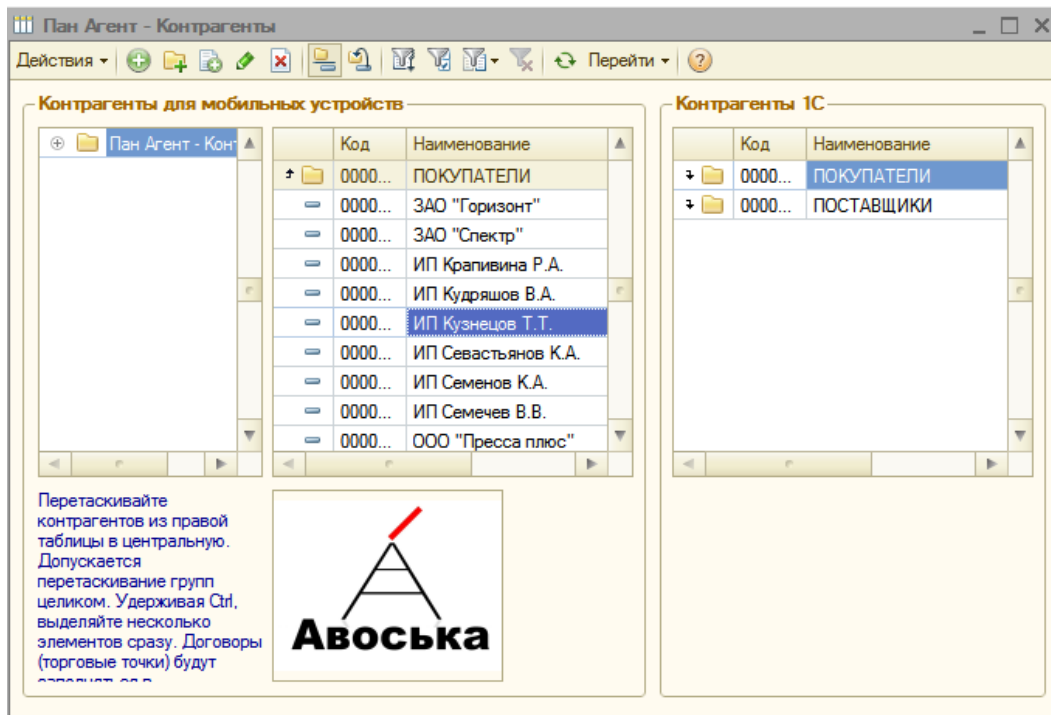 Пан Агент - Контрагенты
Действия Перейти
Контрагенты для мобильных устройств
Пан Агент - Конт
Код Наименование
0000... ПОКУПАТЕЛИ
0000... ЗАО "Горизонт"
0000... ЗАО "Спектр"
0000... ИП Крапивина Р.А.
0000... ИП Кудряшов В.А.
0000... ИП Кузнецов Т.Т.
0000... ИП Севастьянов К.А.
0000... ИП Семенов К.А.
0000... ИП Семечев В.В.
0000... ООО "Пресса плюс"
Контрагенты 1С
Код Наименование
0000... ПОКУПАТЕЛИ
0000... ПОСТАВЩИКИ
Перетаскивайте
контрагентов из правой
таблицы в центральную.
Допускается
перетаскивание групп
целиком. Удерживая Ctrl,
выделяйте несколько
элементов сразу. Договоры
(торговые точки) будут
Авоська